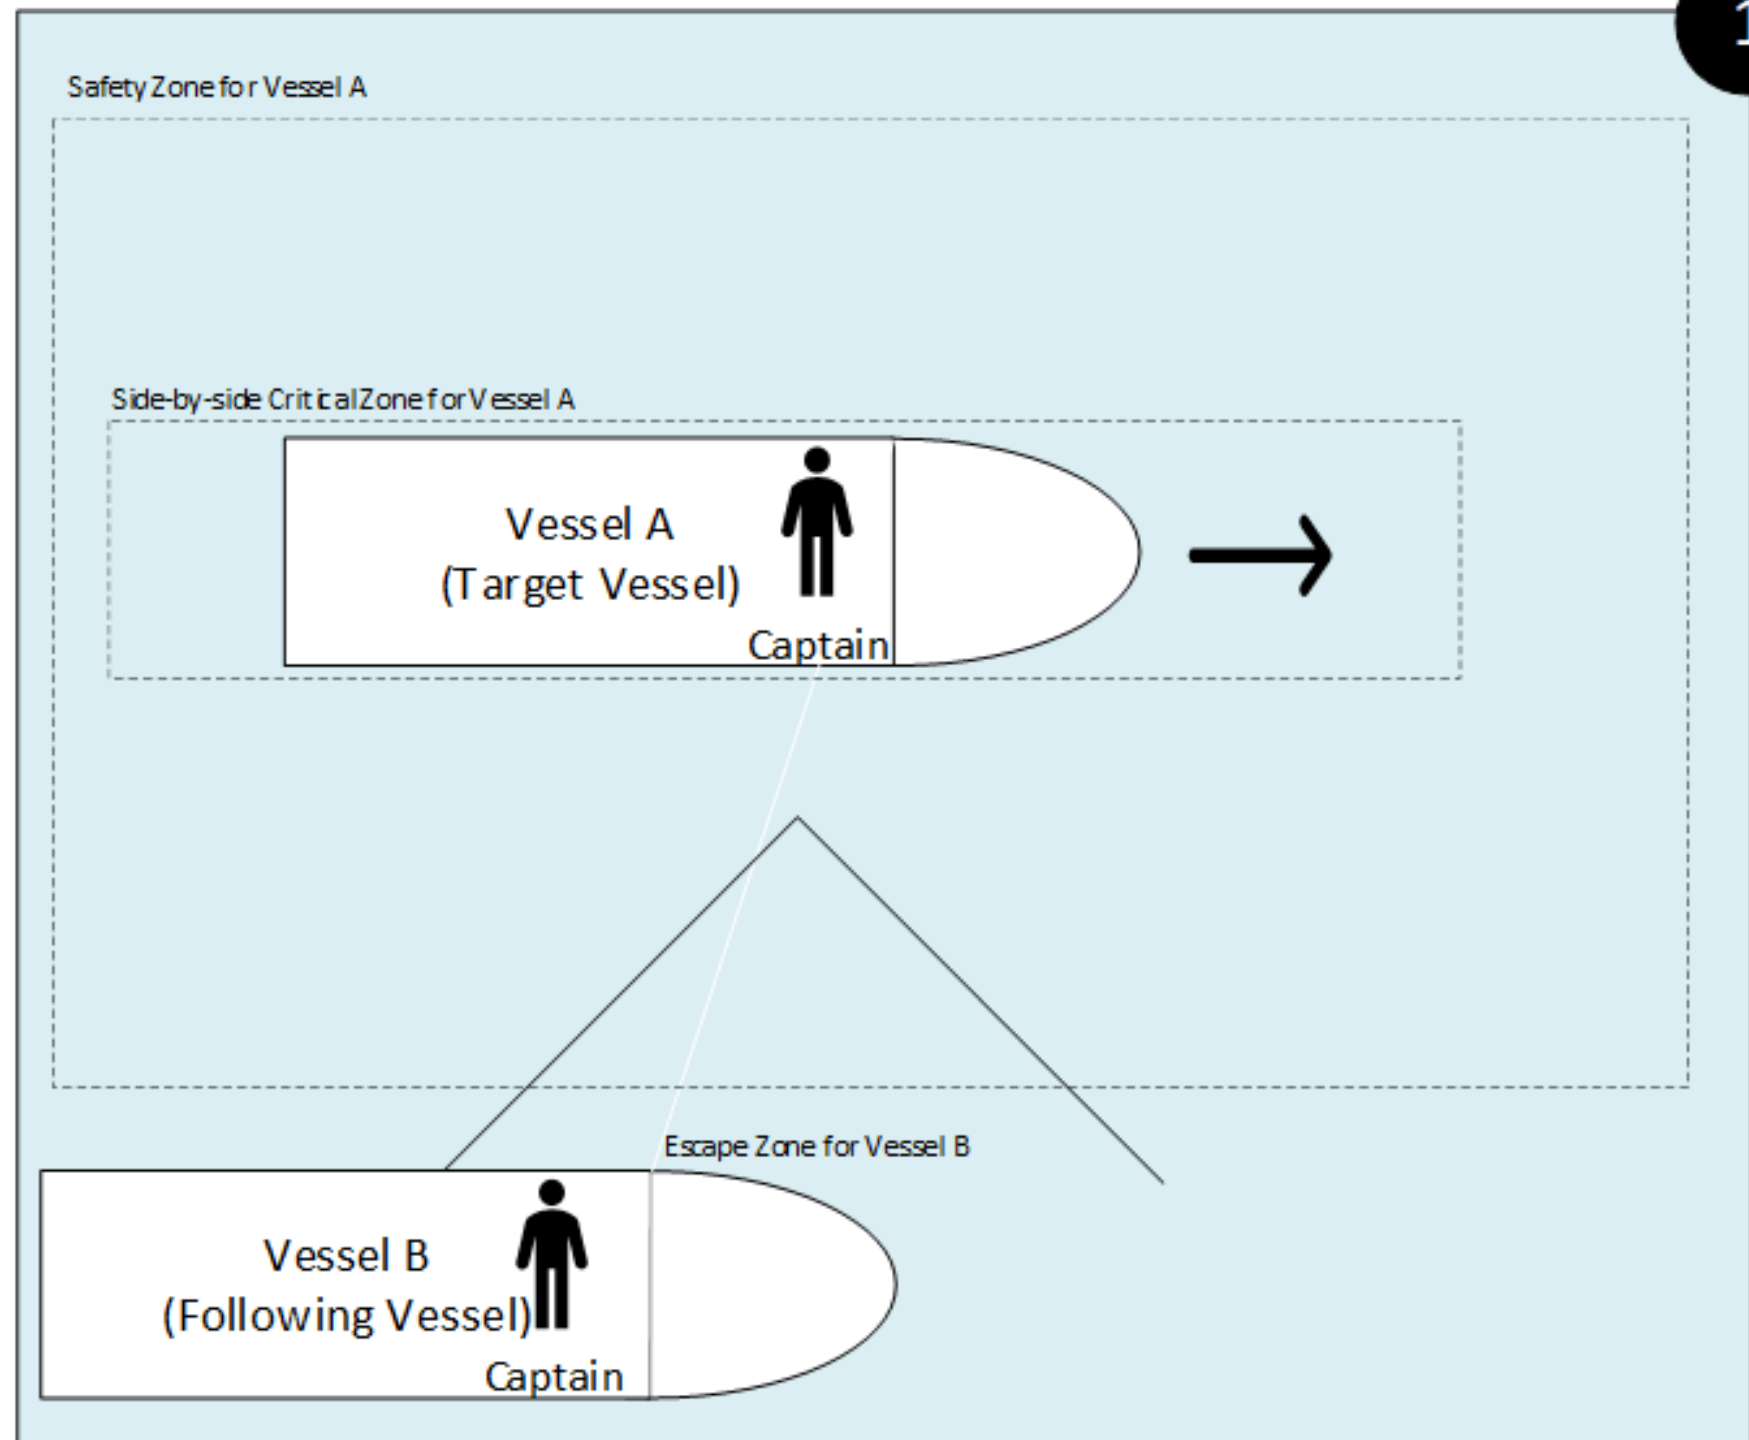 1
Safety Zone for Vessel A
Side-by-side Critical Zone for Vessel A
Vessel A
(Target Vessel)
Captain
Escape Zone for Vessel B
Vessel B
(Following Vessel)
Captain